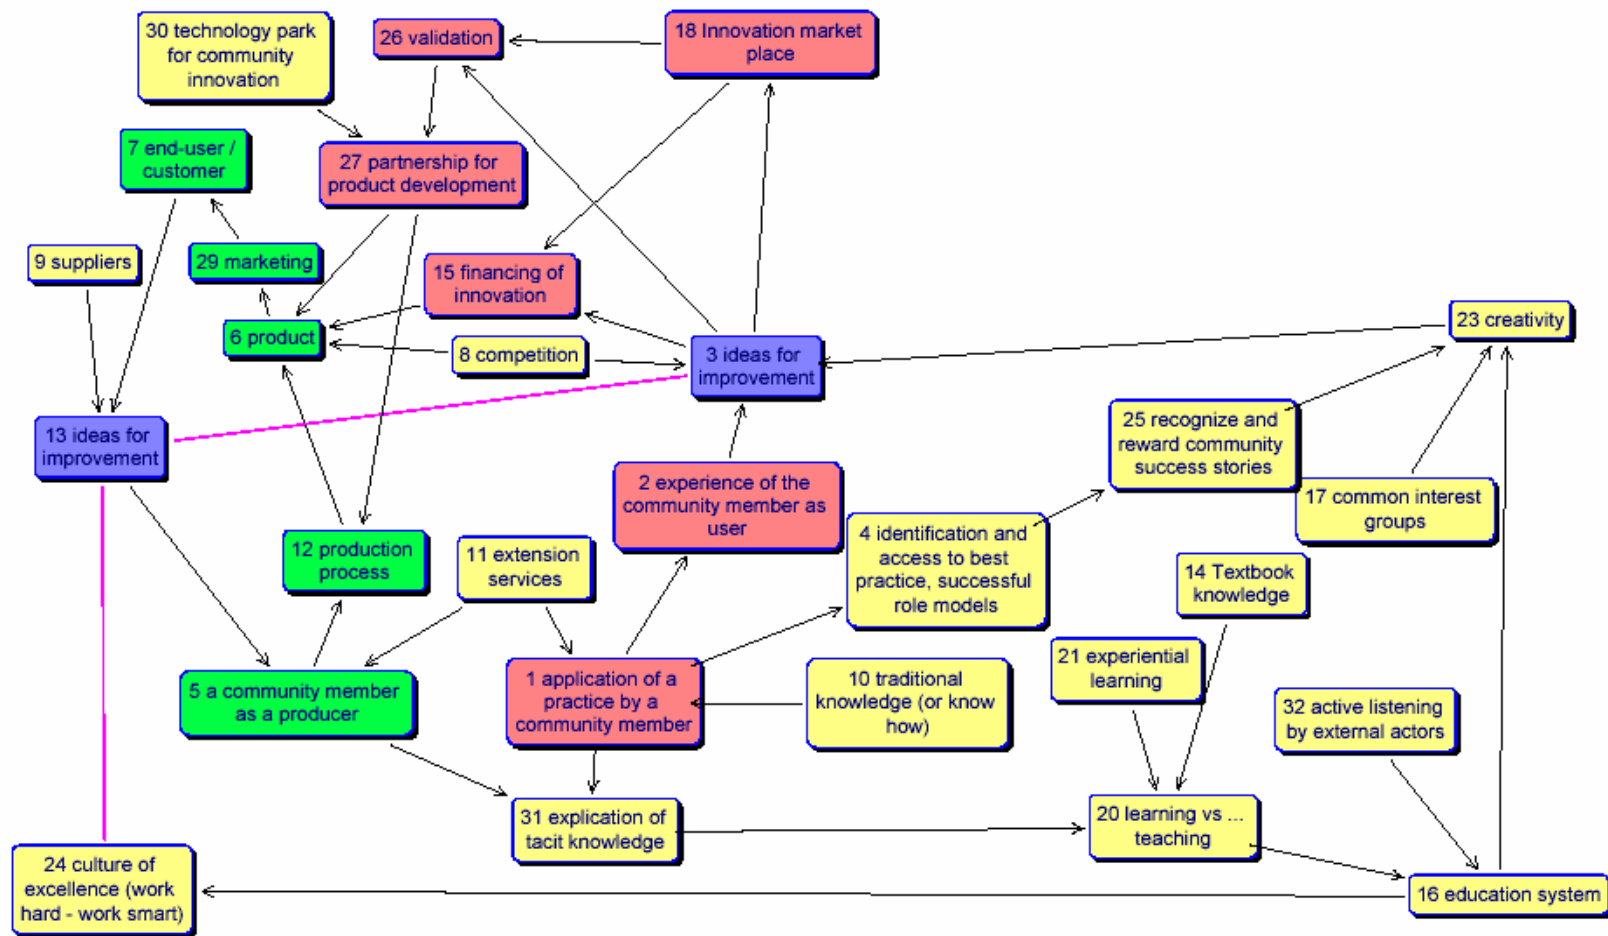 30 technology park
for community
innovation
26 validation
18 Innovation market
place
7 end-user /
customer
27 partnership for
product development
9 suppliers
29 marketing
15 financing of
innovation
6 product
8 competition
3 ideas for
improvement
23 creativity
13 ideas for
improvement
25 recognize and
reward community
success stories
2 experience of the
community member as
user
17 common interest
groups
12 production
process
11 extension
services
4 identification and
access to best
practice, successful
role models
14 Textbook
knowledge
5 a community member
as a producer
1 application of a
practice by a
community member
10 traditional
knowledge (or know
how)
21 experiential
learning
32 active listening
by external actors
31 explication of
tacit knowledge
20 learning vs ...
teaching
24 culture of
excellence (work
hard - work smart)
16 education system